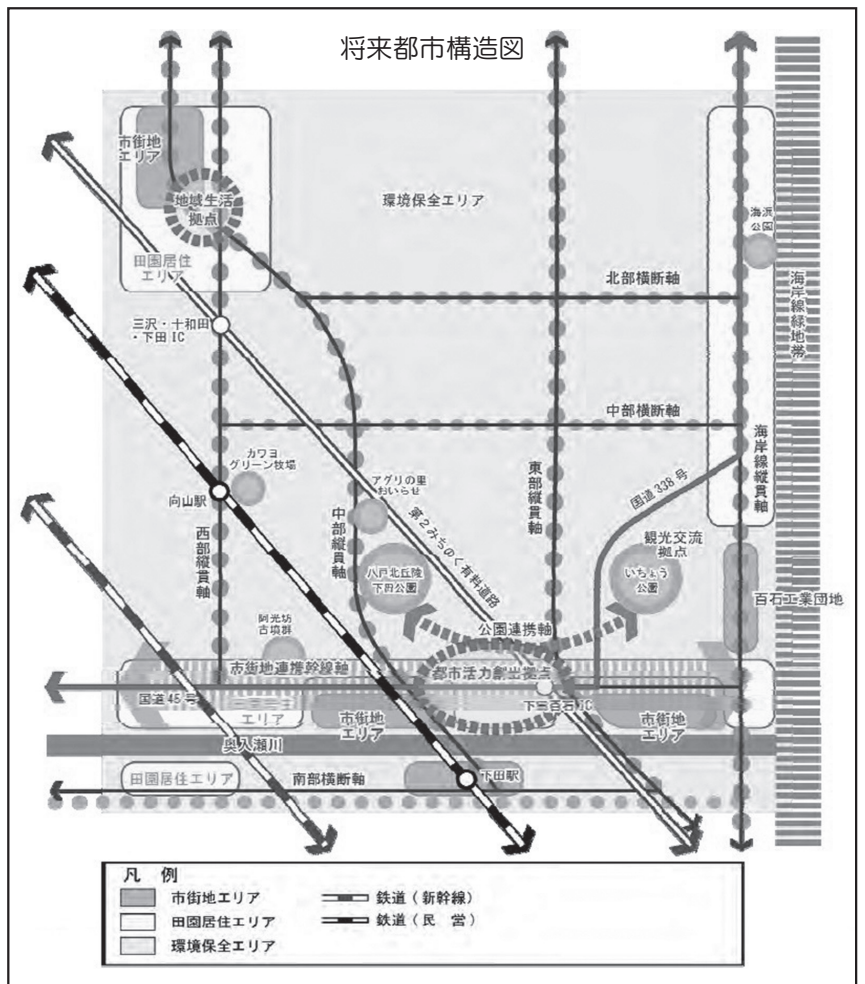 将来都市構造図
市街地
エリア
地域生活
拠点
環境保全エリア
海浜
公園
田園居住
エリア
北部横断軸
海岸線緑地帯
三沢・十和田
・下田 IC
中部横断軸
カワヨ
グリーン牧場
向山駅
アグリの里
おいらせ
東部縦貫軸
国道338号
海岸線縦貫軸
西部縦貫軸
中部縦貫軸
第2みちのく有料道路
観光交流
拠点
八戸北丘陵
下田公園
いちょう
公園
百石工業団地
阿光坊
古墳群
公園連携軸
市街地連携幹線軸
都市活力創出拠点
国道45号
エリア
市街地
エリア
下田百石IC
市街地
エリア
奥入瀬川
田園居住エリア
南部横断軸
下田駅
凡 例
市街地エリア
鉄道(新幹線)
田園居住エリア
鉄道(民 営)
環境保全エリア